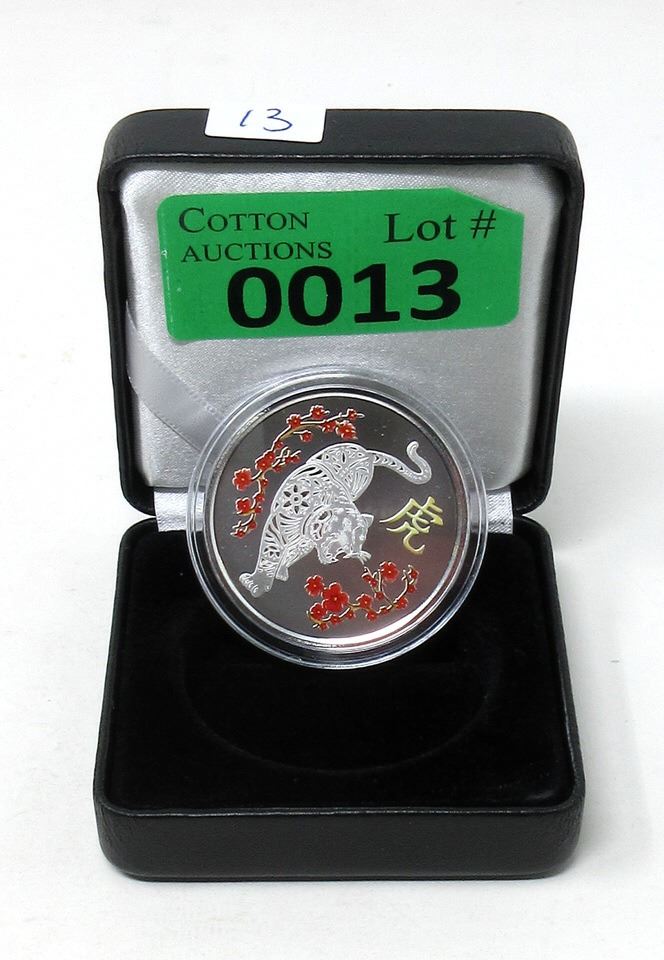 13
COTTON
AUCTIONS
Lot #
0013
虎